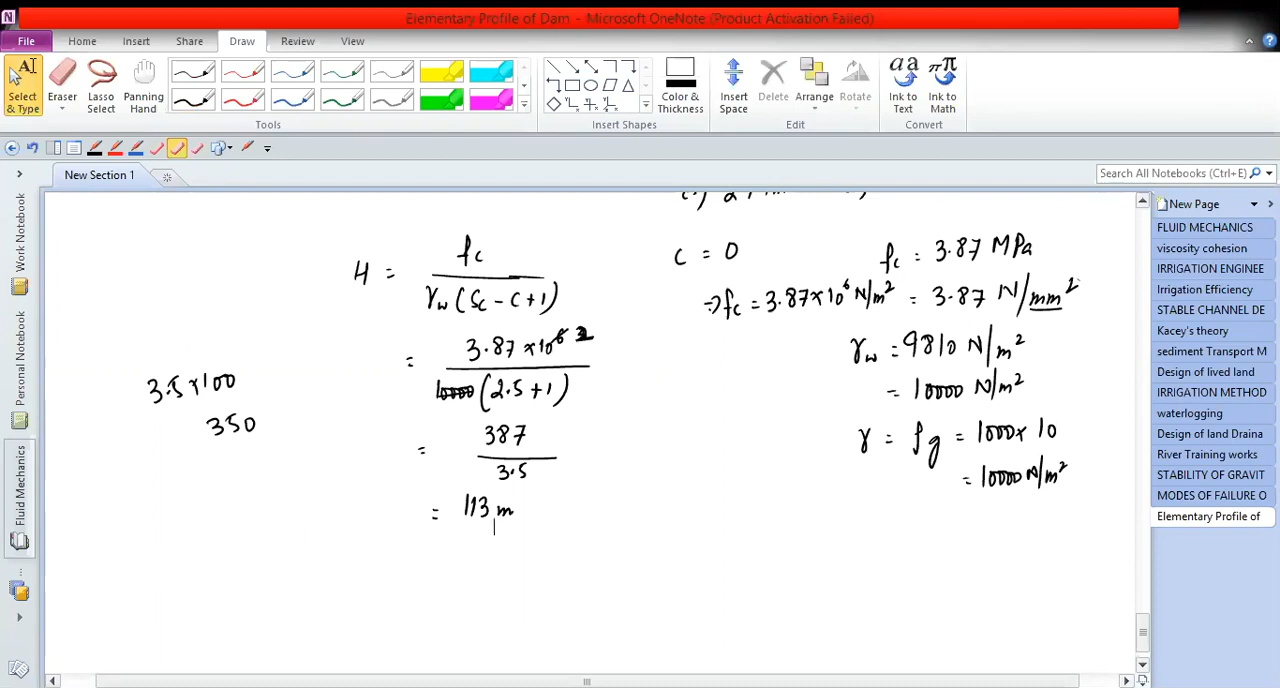 Elementary Profile of Dam - Microsoft OneNote (Product Activation Failed)
File Home Insert Share Draw Review View
Select & Type
Eraser
Lasso Select
Panning Hand
Color & Thickness
Insert Space
Delete
Arrange
Rotate
Ink to Text
Ink to Math
Tools
Insert Shapes
Edit
Convert
New Section 1
Search All Notebooks (Ctrl+E)
Work Notebook
Personal Notebook
Fluid Mechanics
H = fc / γw (Sc - C + 1)
= 3.87 × 10⁶ ² / 10000 (2.5 + 1)
= 387 / 3.5
= 113 m
3.5 × 100
350
C = 0
fc = 3.87 MPa
⇒ fc = 3.87 × 10⁶ N/m² = 3.87 N/mm²
γw = 9810 N/m²
= 10000 N/m²
γ = ρg = 1000 × 10
= 10000 N/m²
New Page
FLUID MECHANICS
viscosity cohesion
IRRIGATION ENGINEE
Irrigation Efficiency
STABLE CHANNEL DE
Kacey's theory
sediment Transport M
Design of lived land
IRRIGATION METHOD
waterlogging
Design of land Draina
River Training works
STABILITY OF GRAVIT
MODES OF FAILURE O
Elementary Profile of